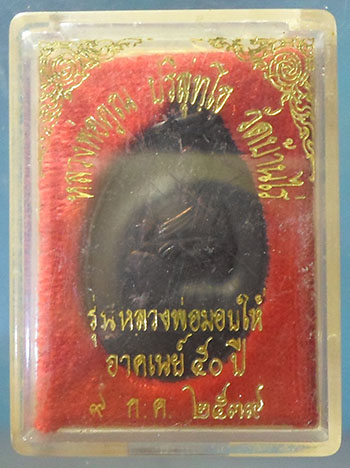 หลวงพ่อคูณ ปริสุทโธ วัดบ้านไร่
รุ่นหลวงพ่อมอบให้
อาคเนย์ ๕๐ ปี
๙ ก.ค. ๒๕๓๙